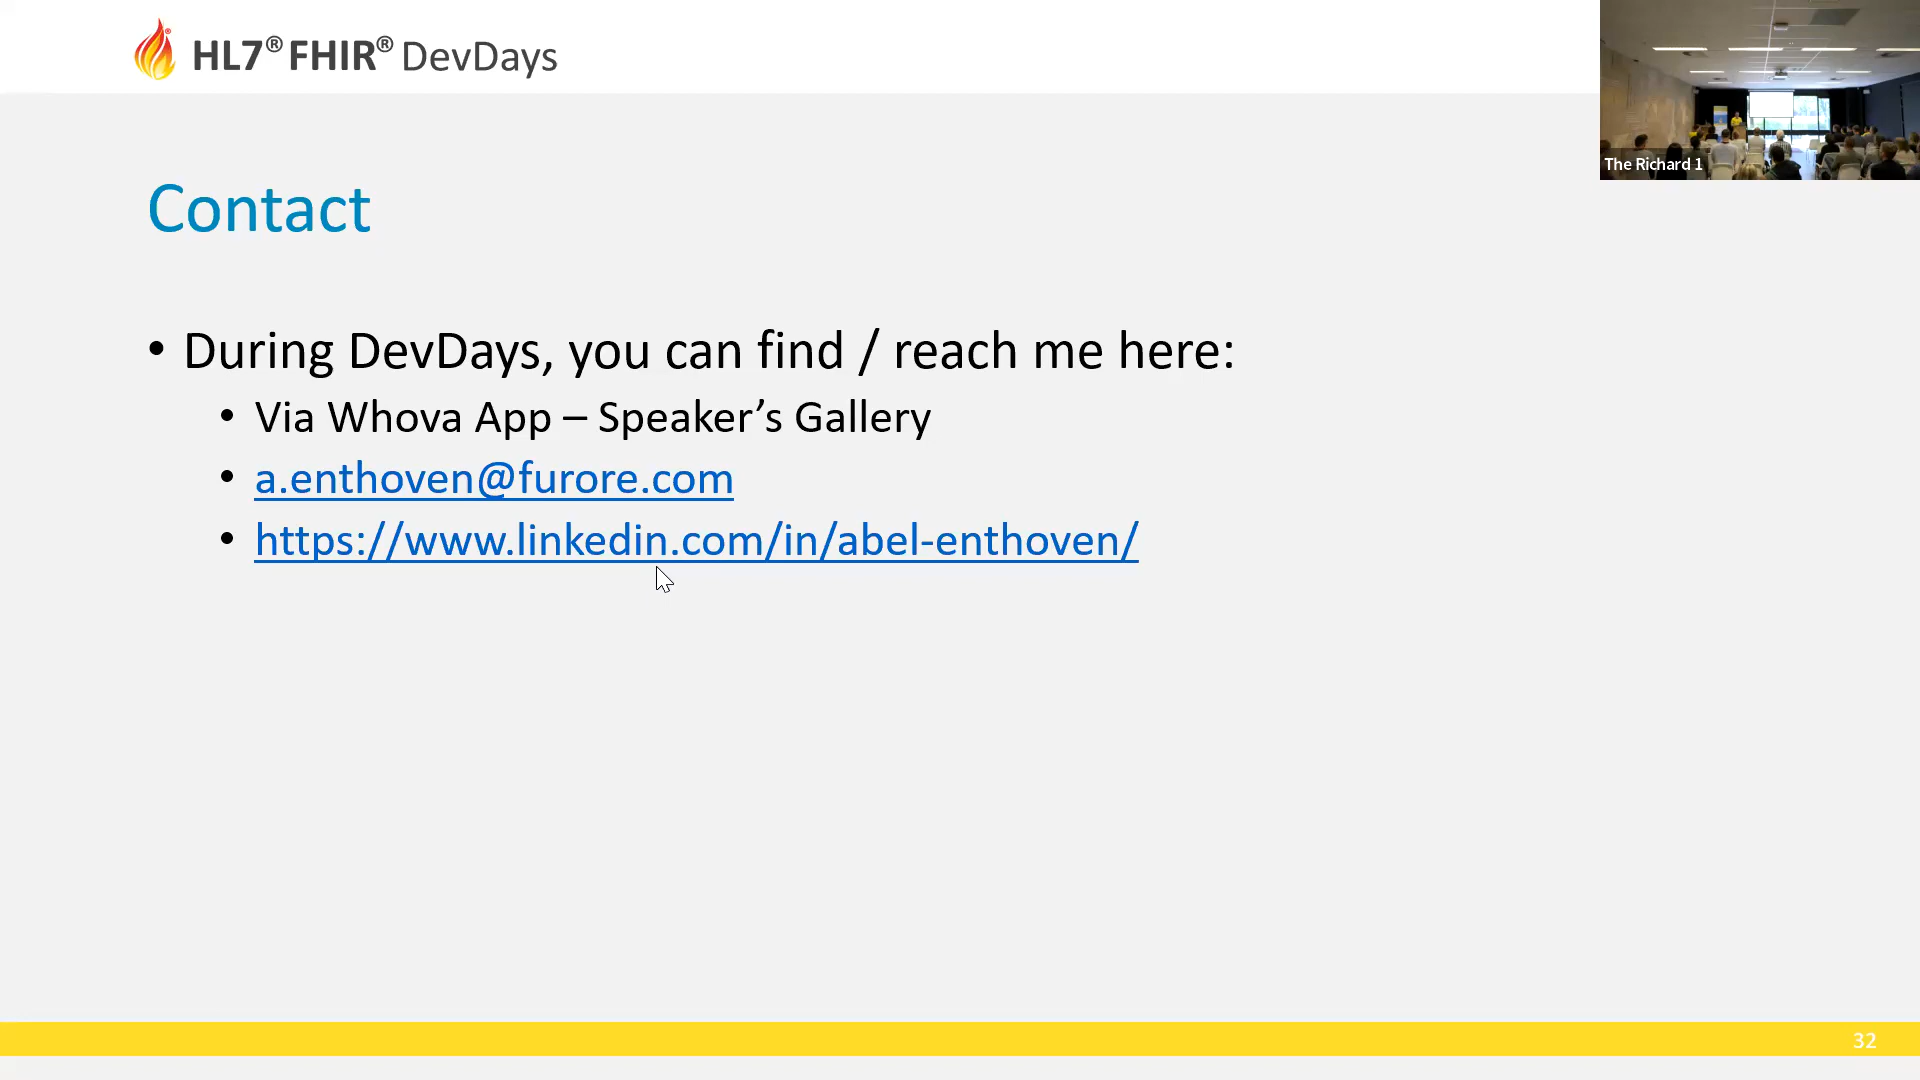 HL7® FHIR® DevDays
The Richard 1
Contact
• During DevDays, you can find / reach me here:
• Via Whova App – Speaker’s Gallery
• a.enthoven@furore.com
• https://www.linkedin.com/in/abel-enthoven/
32